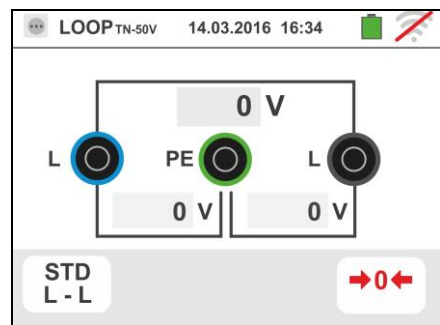 LOOP TN-50V 14.03.2016 16:34
0 V
L PE L
0 V 0 V
STD
L - L
→0←